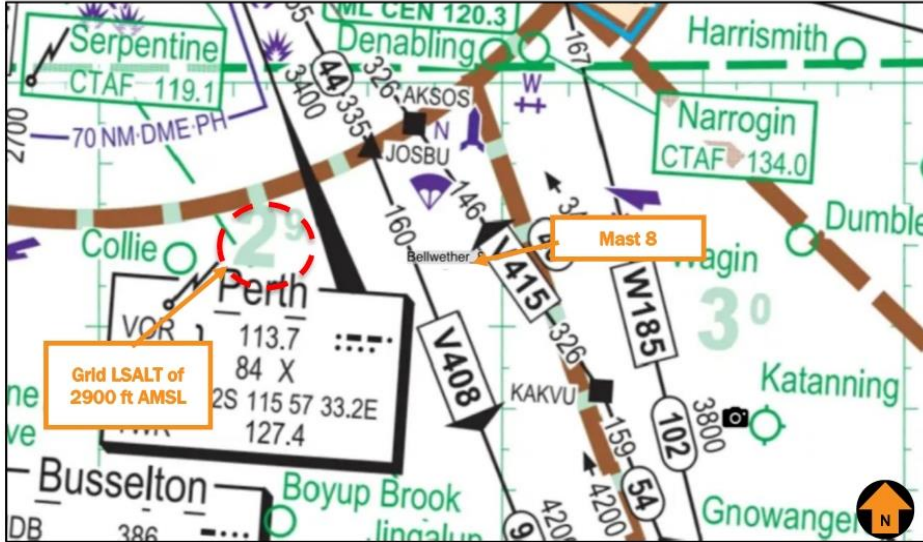 ML CEN 120.3
Serpentine
CTAF 119.1
Denabling
Harrismith
167
44
3400
326
335
AKSOS
W
N
JOSBU
70 NM·DME·PH
2700
Narrogin
CTAF 134.0
Collie
2⁹
160
146
Bellwether
Mast 8
Dumble
Wagin
Perth
VOR
113.7
84 X
2S 115 57 33.2E
127.4
Grid LSALT of
2900 ft AMSL
V408
V415
W185
3⁰
326
KAKVU
Katanning
3800
102
159
54
4200
Busselton
DB
386
Boyup Brook
9
4200
Gnowanger
N